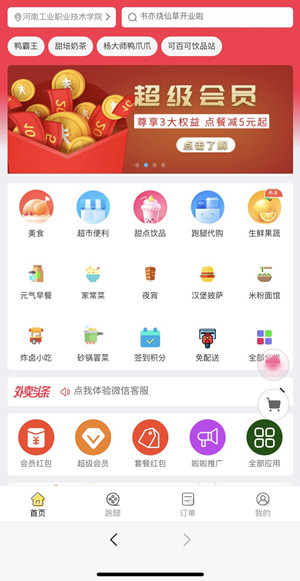 河南工业职业技术学院
书亦烧仙草开业啦
鸭霸王
甜培奶茶
杨大师鸭爪爪
可百可饮品站
超级会员
尊享3大权益 点餐减5元起
点击了解
美食
超市便利
甜点饮品
跑腿代购
生鲜果蔬
元气早餐
家常菜
夜宵
汉堡披萨
米粉面馆
炸卤小吃
砂锅冒菜
签到积分
免配送
全部分类
外卖头条
点我体验微信客服
会员红包
超级会员
套餐红包
啦啦推广
全部应用
首页
跑腿
订单
我的